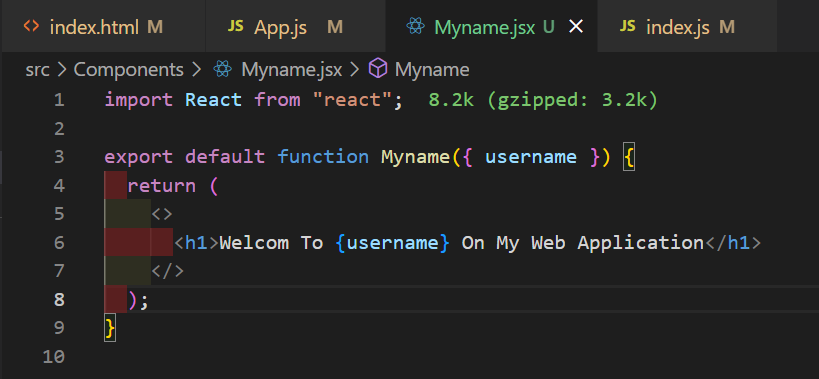 <> index.html M JS App.js M Myname.jsx U × JS index.js M
src > Components > Myname.jsx > Myname
1 import React from "react"; 8.2k (gzipped: 3.2k)
2
3 export default function Myname({ username }) {
4 return (
5 <>
6 <h1>Welcom To {username} On My Web Application</h1>
7 </>
8 );
9 }
10